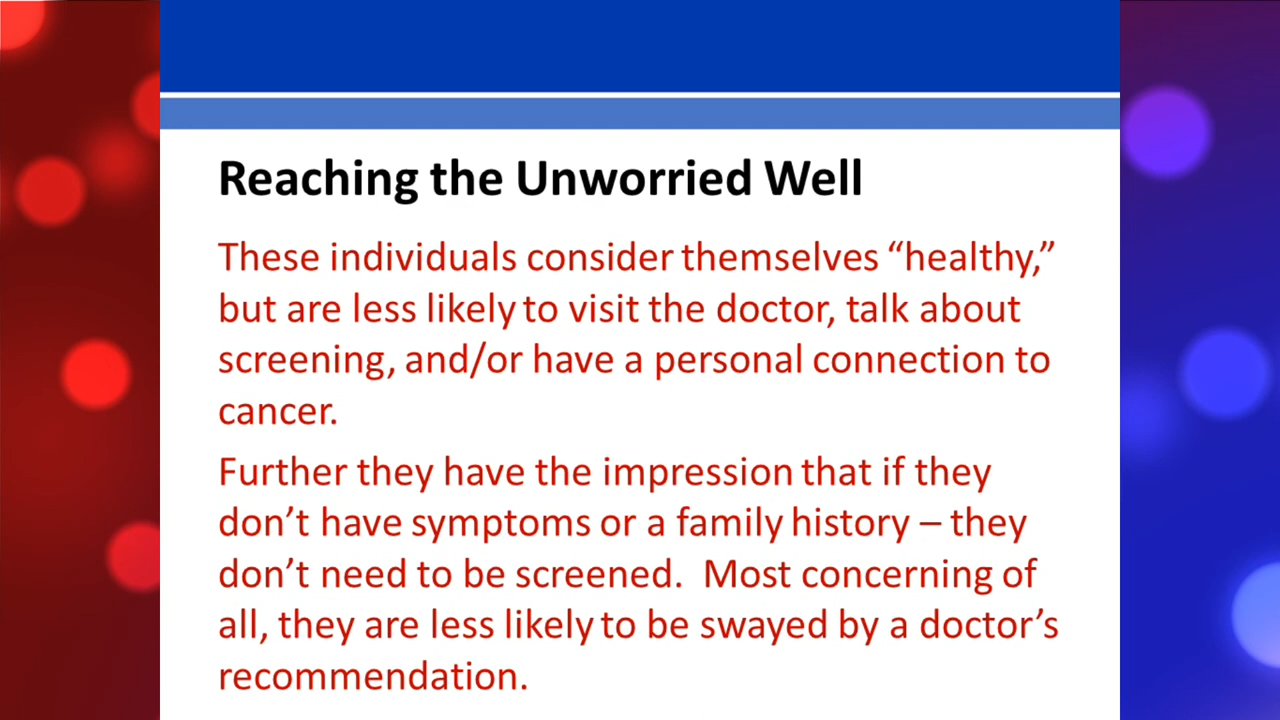 Reaching the Unworried Well
These individuals consider themselves “healthy,”
but are less likely to visit the doctor, talk about
screening, and/or have a personal connection to
cancer.
Further they have the impression that if they
don’t have symptoms or a family history – they
don’t need to be screened.  Most concerning of
all, they are less likely to be swayed by a doctor’s
recommendation.